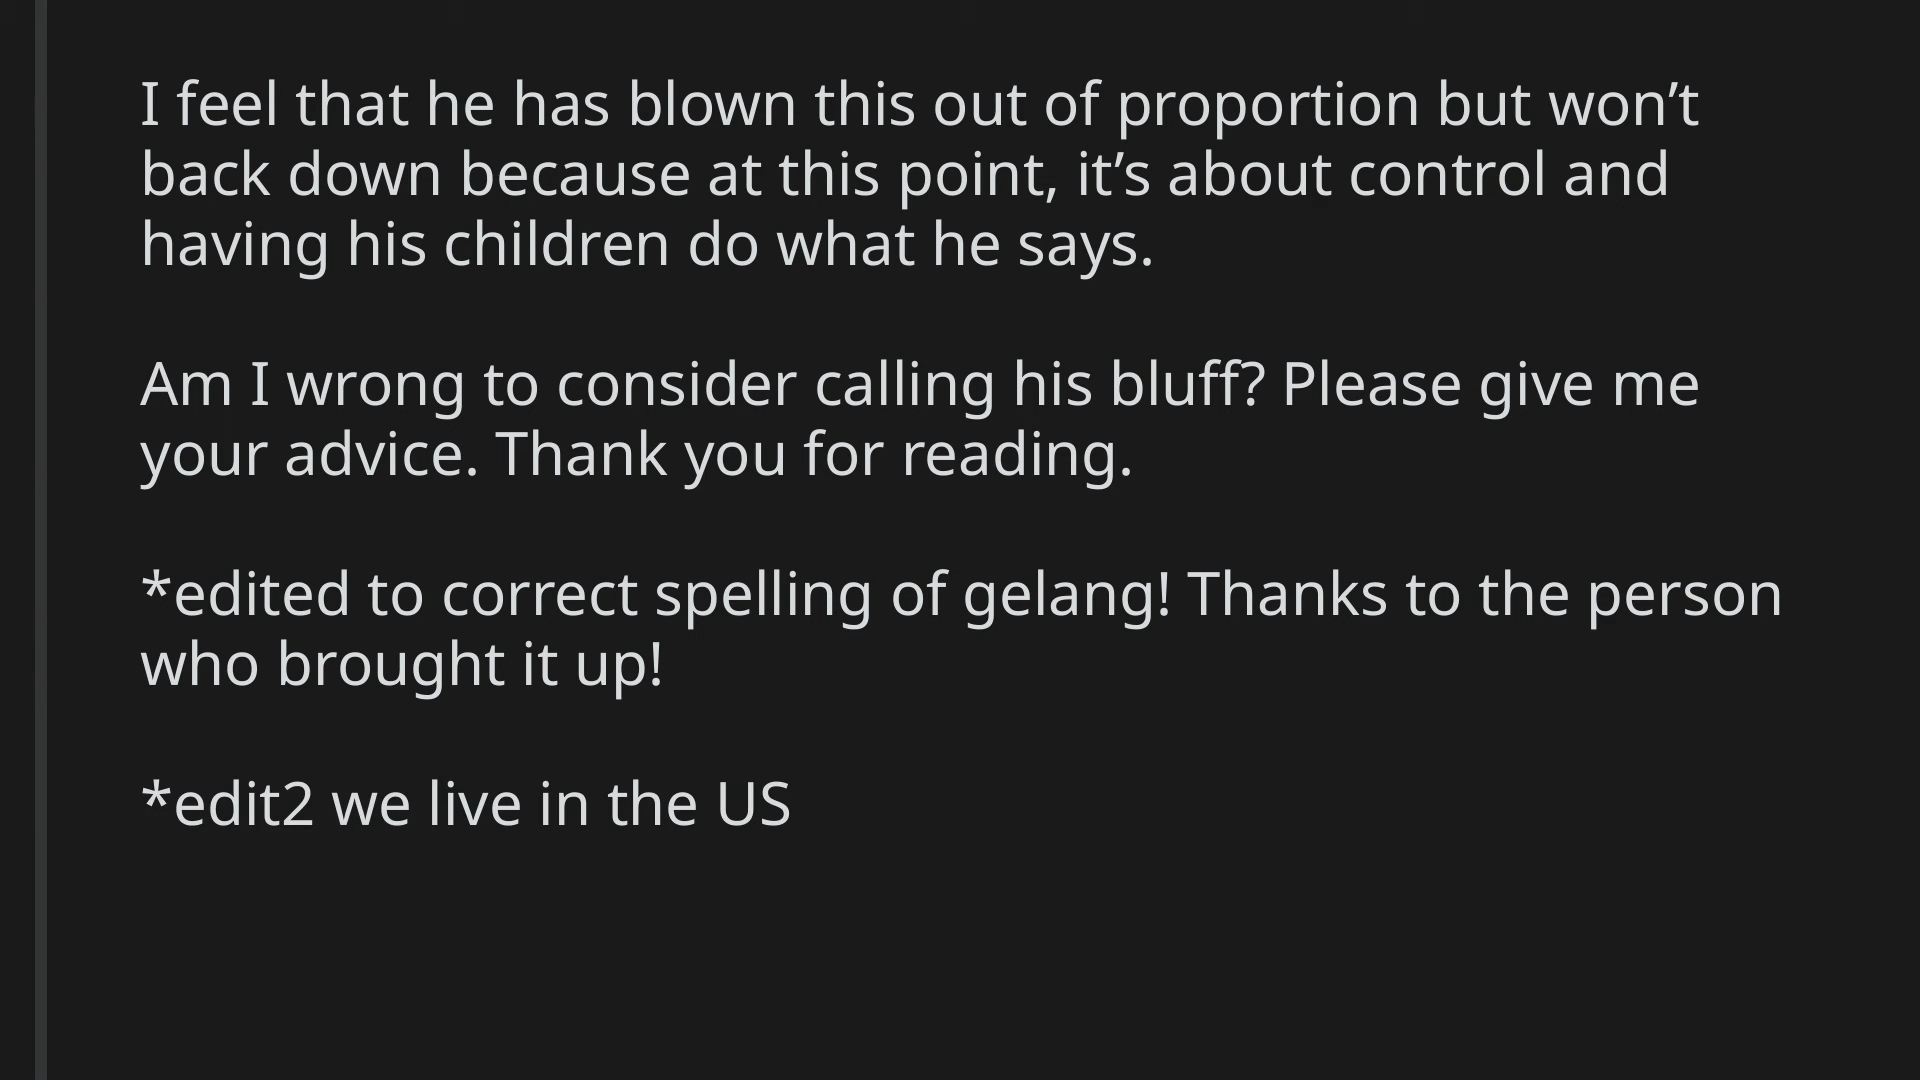 I feel that he has blown this out of proportion but won’t
back down because at this point, it’s about control and
having his children do what he says.
Am I wrong to consider calling his bluff? Please give me
your advice. Thank you for reading.
*edited to correct spelling of gelang! Thanks to the person
who brought it up!
*edit2 we live in the US